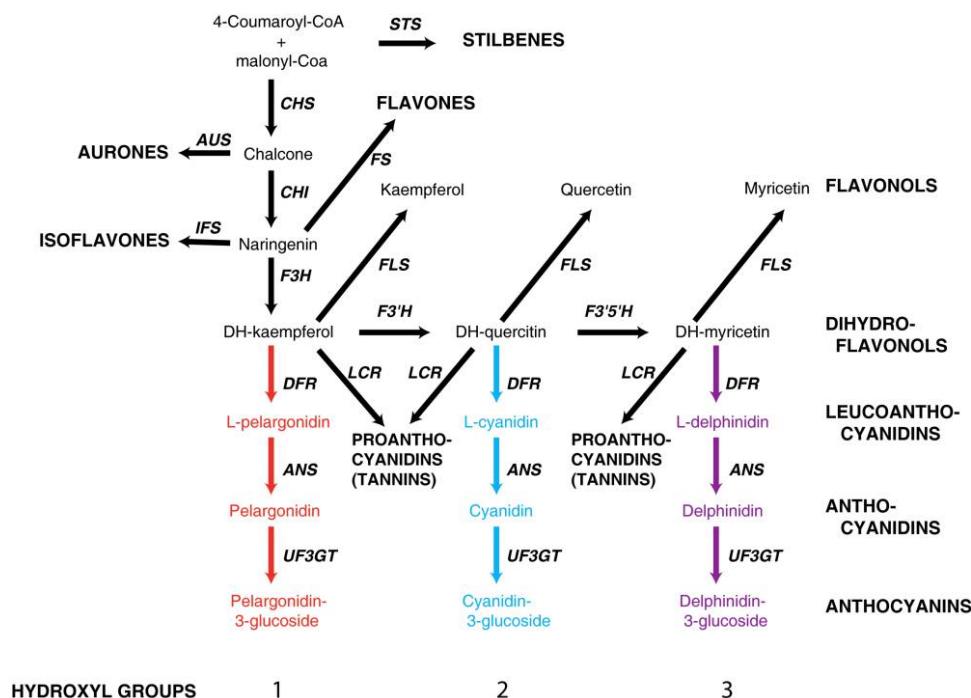 4-Coumaroyl-CoA
+
malonyl-Coa
STS
STILBENES
CHS
FLAVONES
AURONES
AUS
Chalcone
FS
CHI
Kaempferol
Quercetin
Myricetin
FLAVONOLS
ISOFLAVONES
IFS
Naringenin
F3H
FLS
FLS
FLS
DH-kaempferol
F3'H
DH-quercitin
F3'5'H
DH-myricetin
DIHYDRO-
FLAVONOLS
DFR
LCR
LCR
DFR
LCR
DFR
L-pelargonidin
L-cyanidin
L-delphinidin
LEUCOANTHO-
CYANIDINS
PROANTHO-
CYANIDINS
(TANNINS)
PROANTHO-
CYANIDINS
(TANNINS)
ANS
ANS
ANS
Pelargonidin
Cyanidin
Delphinidin
ANTHO-
CYANIDINS
UF3GT
UF3GT
UF3GT
Pelargonidin-
3-glucoside
Cyanidin-
3-glucoside
Delphinidin-
3-glucoside
ANTHOCYANINS
HYDROXYL GROUPS 1 2 3